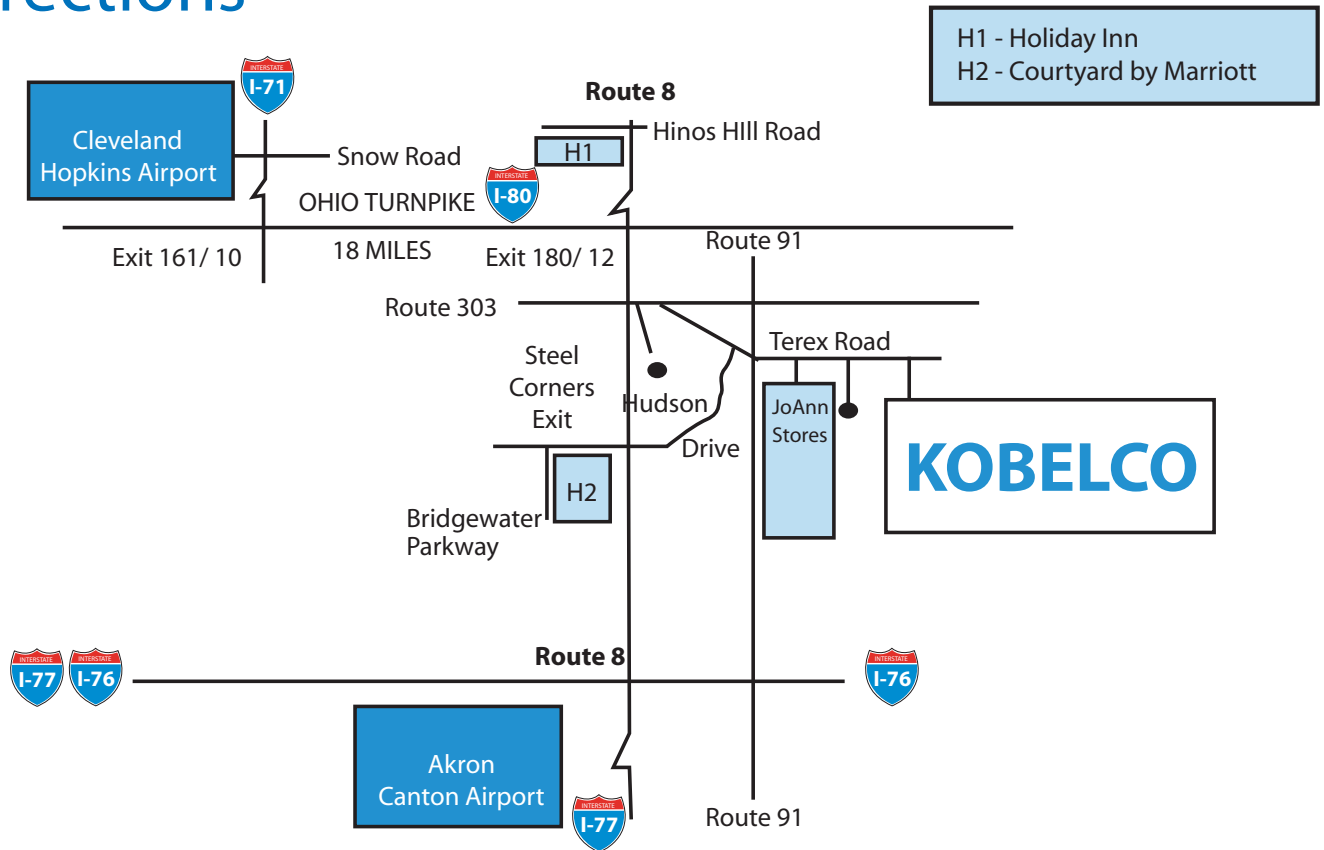 rections
H1 - Holiday Inn
H2 - Courtyard by Marriott
INTERSTATE
I-71
Cleveland
Hopkins Airport
Snow Road
Route 8
Hinos HIll Road
H1
OHIO TURNPIKE
INTERSTATE
I-80
Exit 161/ 10
18 MILES
Exit 180/ 12
Route 91
Route 303
Terex Road
Steel
Corners
Exit
Hudson
Drive
JoAnn
Stores
KOBELCO
H2
Bridgewater
Parkway
Route 8
INTERSTATE
I-77
INTERSTATE
I-76
INTERSTATE
I-76
Akron
Canton Airport
INTERSTATE
I-77
Route 91